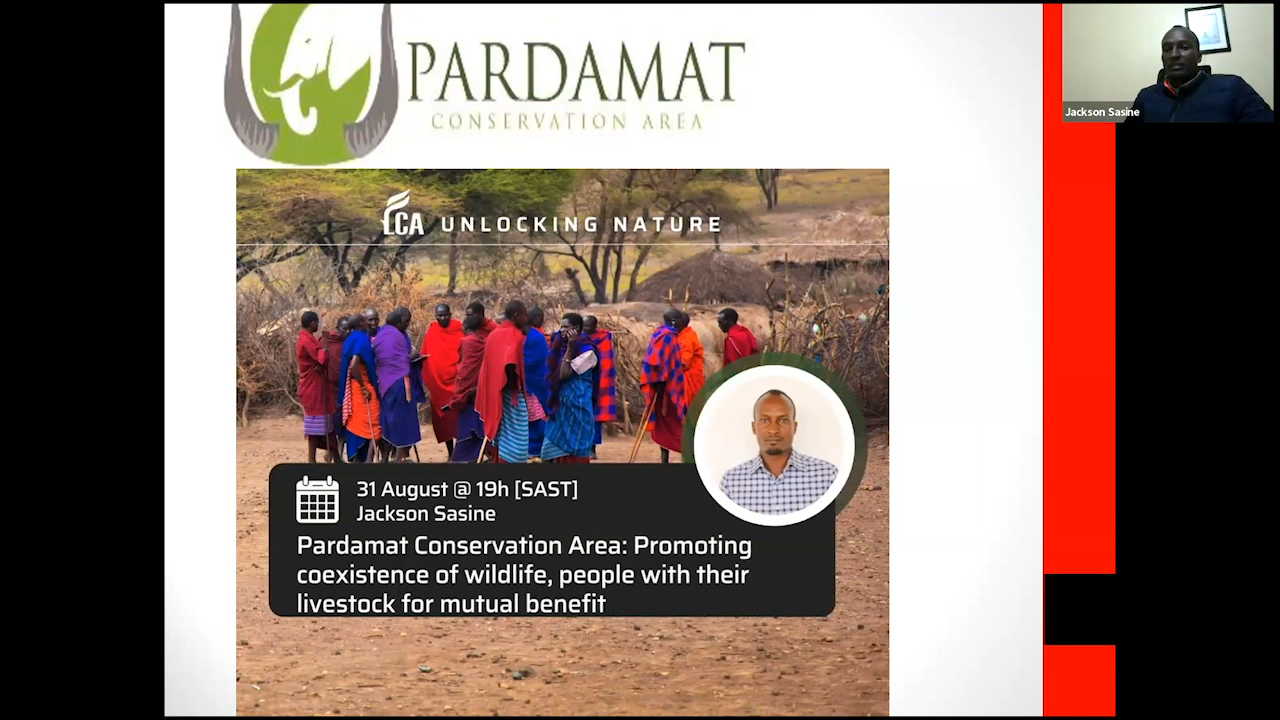 PARDAMAT
CONSERVATION AREA
Jackson Sasine
LCA UNLOCKING NATURE
31 August @ 19h [SAST]
Jackson Sasine
Pardamat Conservation Area: Promoting
coexistence of wildlife, people with their
livestock for mutual benefit